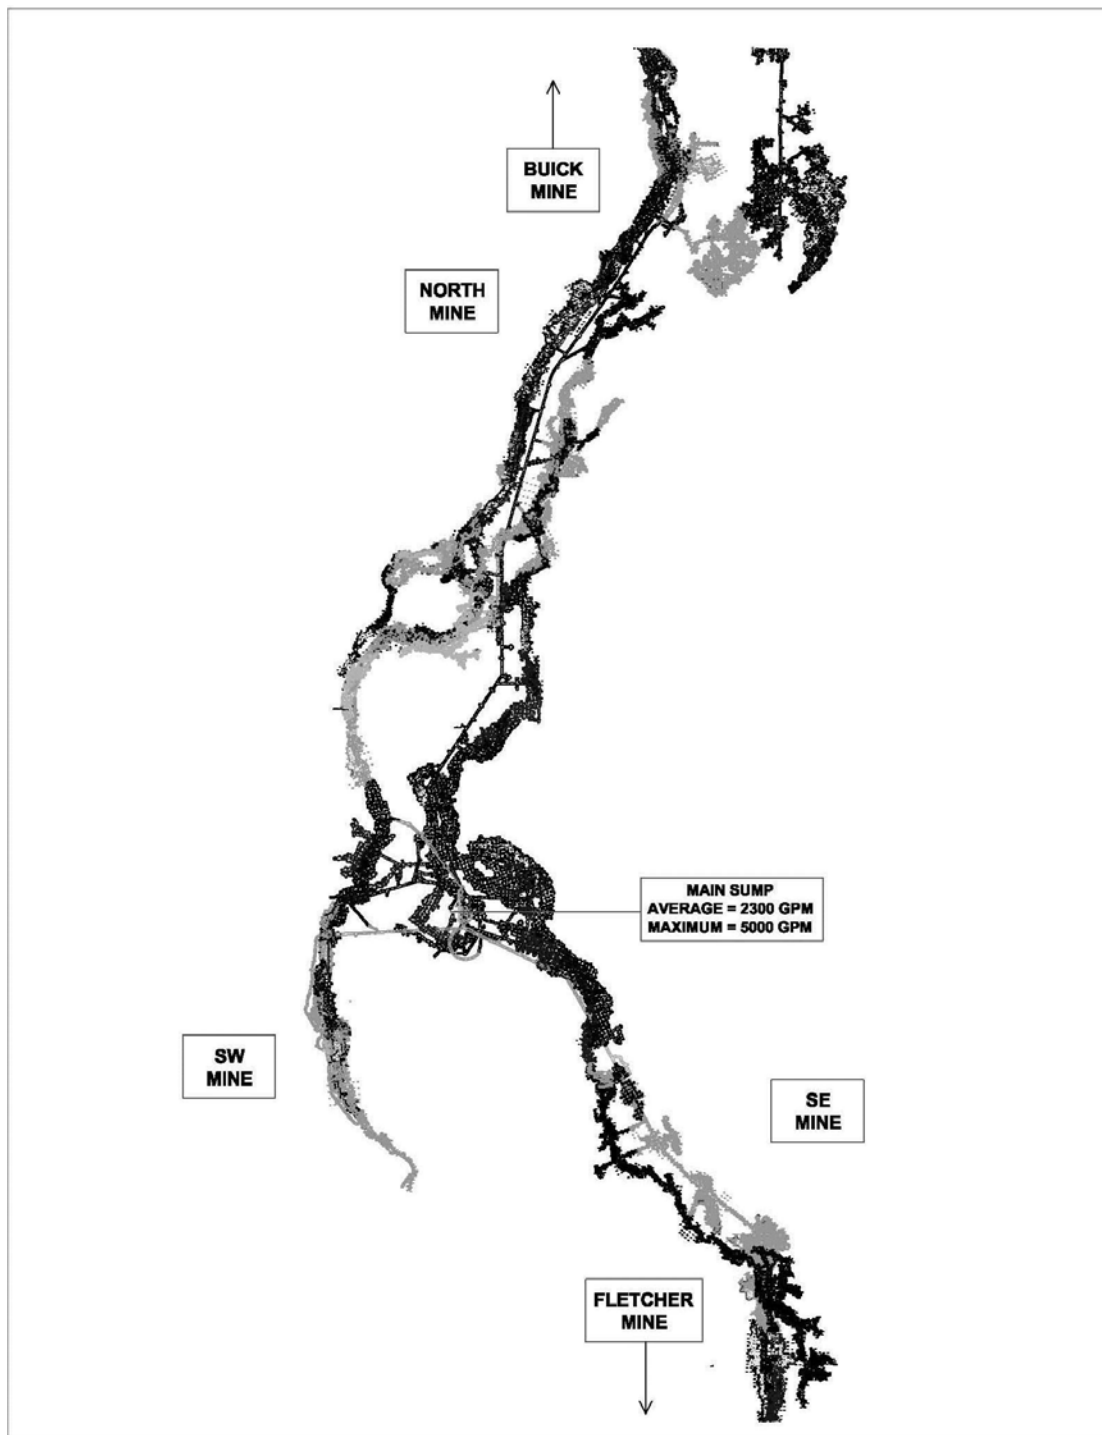 BUICK
MINE
NORTH
MINE
MAIN SUMP
AVERAGE = 2300 GPM
MAXIMUM = 5000 GPM
SW
MINE
SE
MINE
FLETCHER
MINE